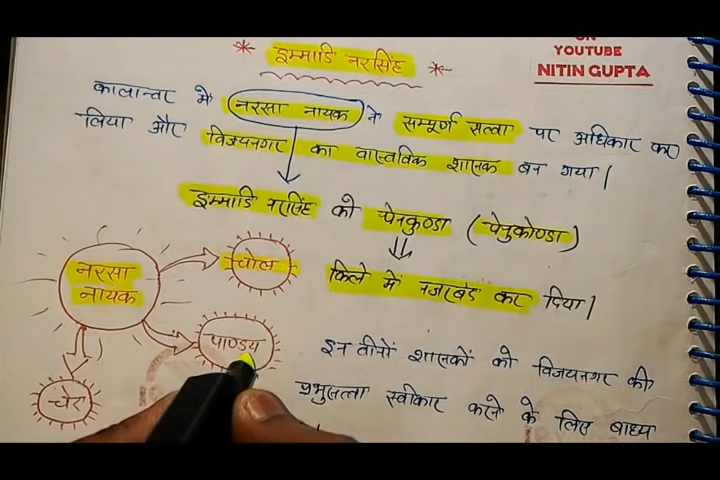 ON
YOUTUBE
NITIN GUPTA
* इम्माडि नरसिंह *
कालान्तर में नरसा नायक ने सम्पूर्ण सत्ता पर अधिकार कर
लिया और विजयनगर का वास्तविक शासक बन गया।
इम्माडि नरसिंह को पेनकुण्डा (पेनुकोण्डा)
किले में नजरबंद कर दिया।
नरसा
नायक
चोल
पाण्ड्य
चेर
इन तीनों शासकों को विजयनगर की
प्रभुसत्ता स्वीकार करने के लिए बाध्य